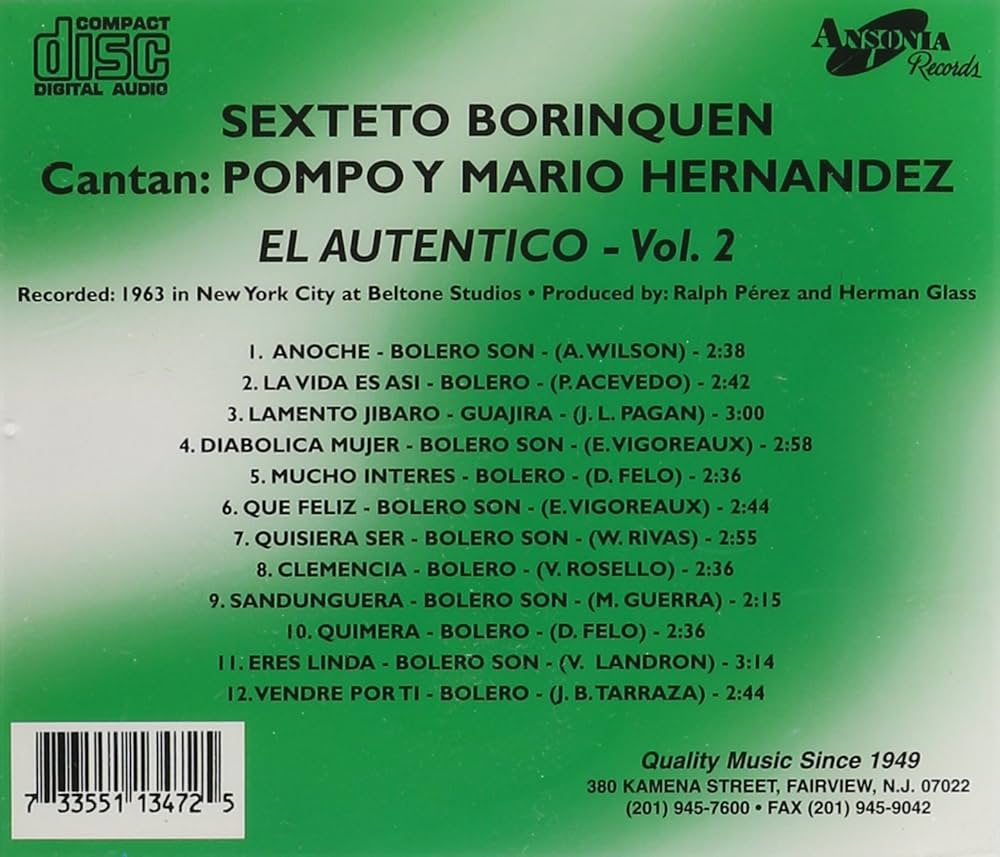 COMPACT
disc
DIGITAL AUDIO
ANSONIA
Records
SEXTETO BORINQUEN
Cantan: POMPO Y MARIO HERNANDEZ
EL AUTENTICO - Vol. 2
Recorded: 1963 in New York City at Beltone Studios • Produced by: Ralph Pérez and Herman Glass
1. ANOCHE - BOLERO SON - (A. WILSON) - 2:38
2. LA VIDA ES ASI - BOLERO - (P. ACEVEDO) - 2:42
3. LAMENTO JIBARO - GUAJIRA - (J. L. PAGAN) - 3:00
4. DIABOLICA MUJER - BOLERO SON - (E. VIGOREAUX) - 2:58
5. MUCHO INTERES - BOLERO - (D. FELO) - 2:36
6. QUE FELIZ - BOLERO SON - (E. VIGOREAUX) - 2:44
7. QUISIERA SER - BOLERO SON - (W. RIVAS) - 2:55
8. CLEMENCIA - BOLERO - (V. ROSELLO) - 2:36
9. SANDUNGUERA - BOLERO SON - (M. GUERRA) - 2:15
10. QUIMERA - BOLERO - (D. FELO) - 2:36
11. ERES LINDA - BOLERO SON - (V. LANDRON) - 3:14
12. VENDRE POR TI - BOLERO - (J. B. TARRAZA) - 2:44
7 33551 13472 5
Quality Music Since 1949
380 KAMENA STREET, FAIRVIEW, N.J. 07022
(201) 945-7600 • FAX (201) 945-9042